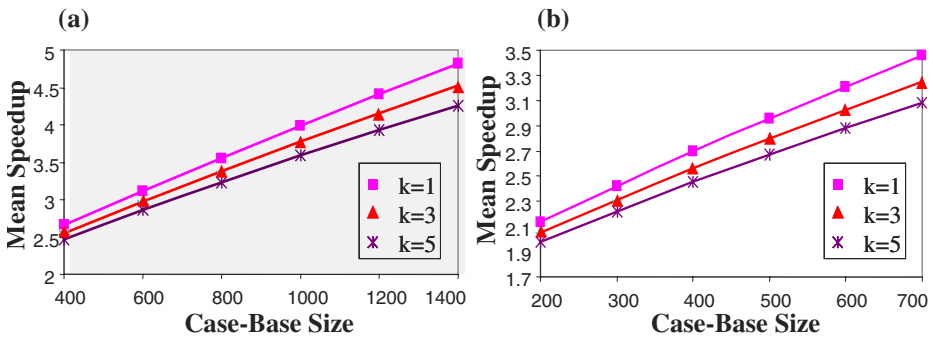 (a)
Mean Speedup
5
4.5
4
3.5
3
2.5
2
400 600 800 1000 1200 1400
Case-Base Size
k=1
k=3
k=5
(b)
Mean Speedup
3.5
3.3
3.1
2.9
2.7
2.5
2.3
2.1
1.9
1.7
200 300 400 500 600 700
Case-Base Size
k=1
k=3
k=5